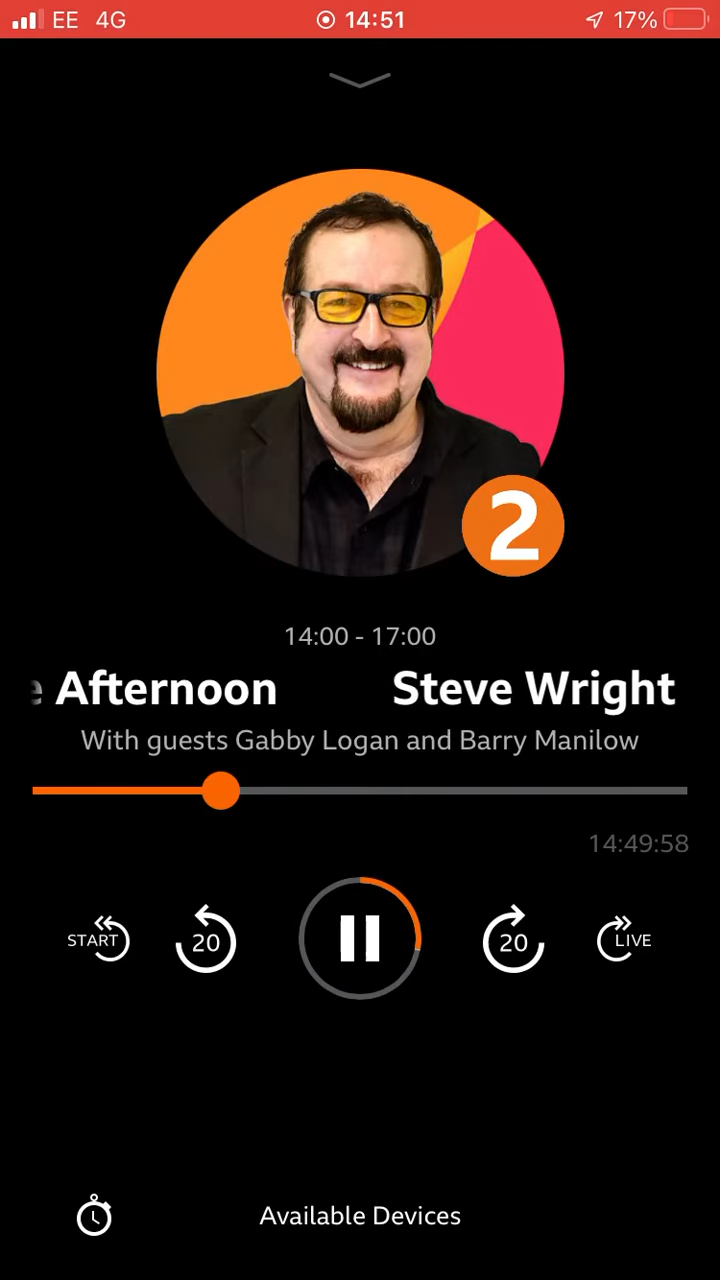 EE 4G 14:51 17%
2
14:00 - 17:00
e Afternoon Steve Wright
With guests Gabby Logan and Barry Manilow
14:49:58
START 20 20 LIVE
Available Devices